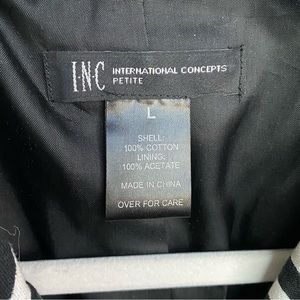 I·N·C INTERNATIONAL CONCEPTS
PETITE
L
SHELL:
100% COTTON
LINING:
100% ACETATE
MADE IN CHINA
OVER FOR CARE